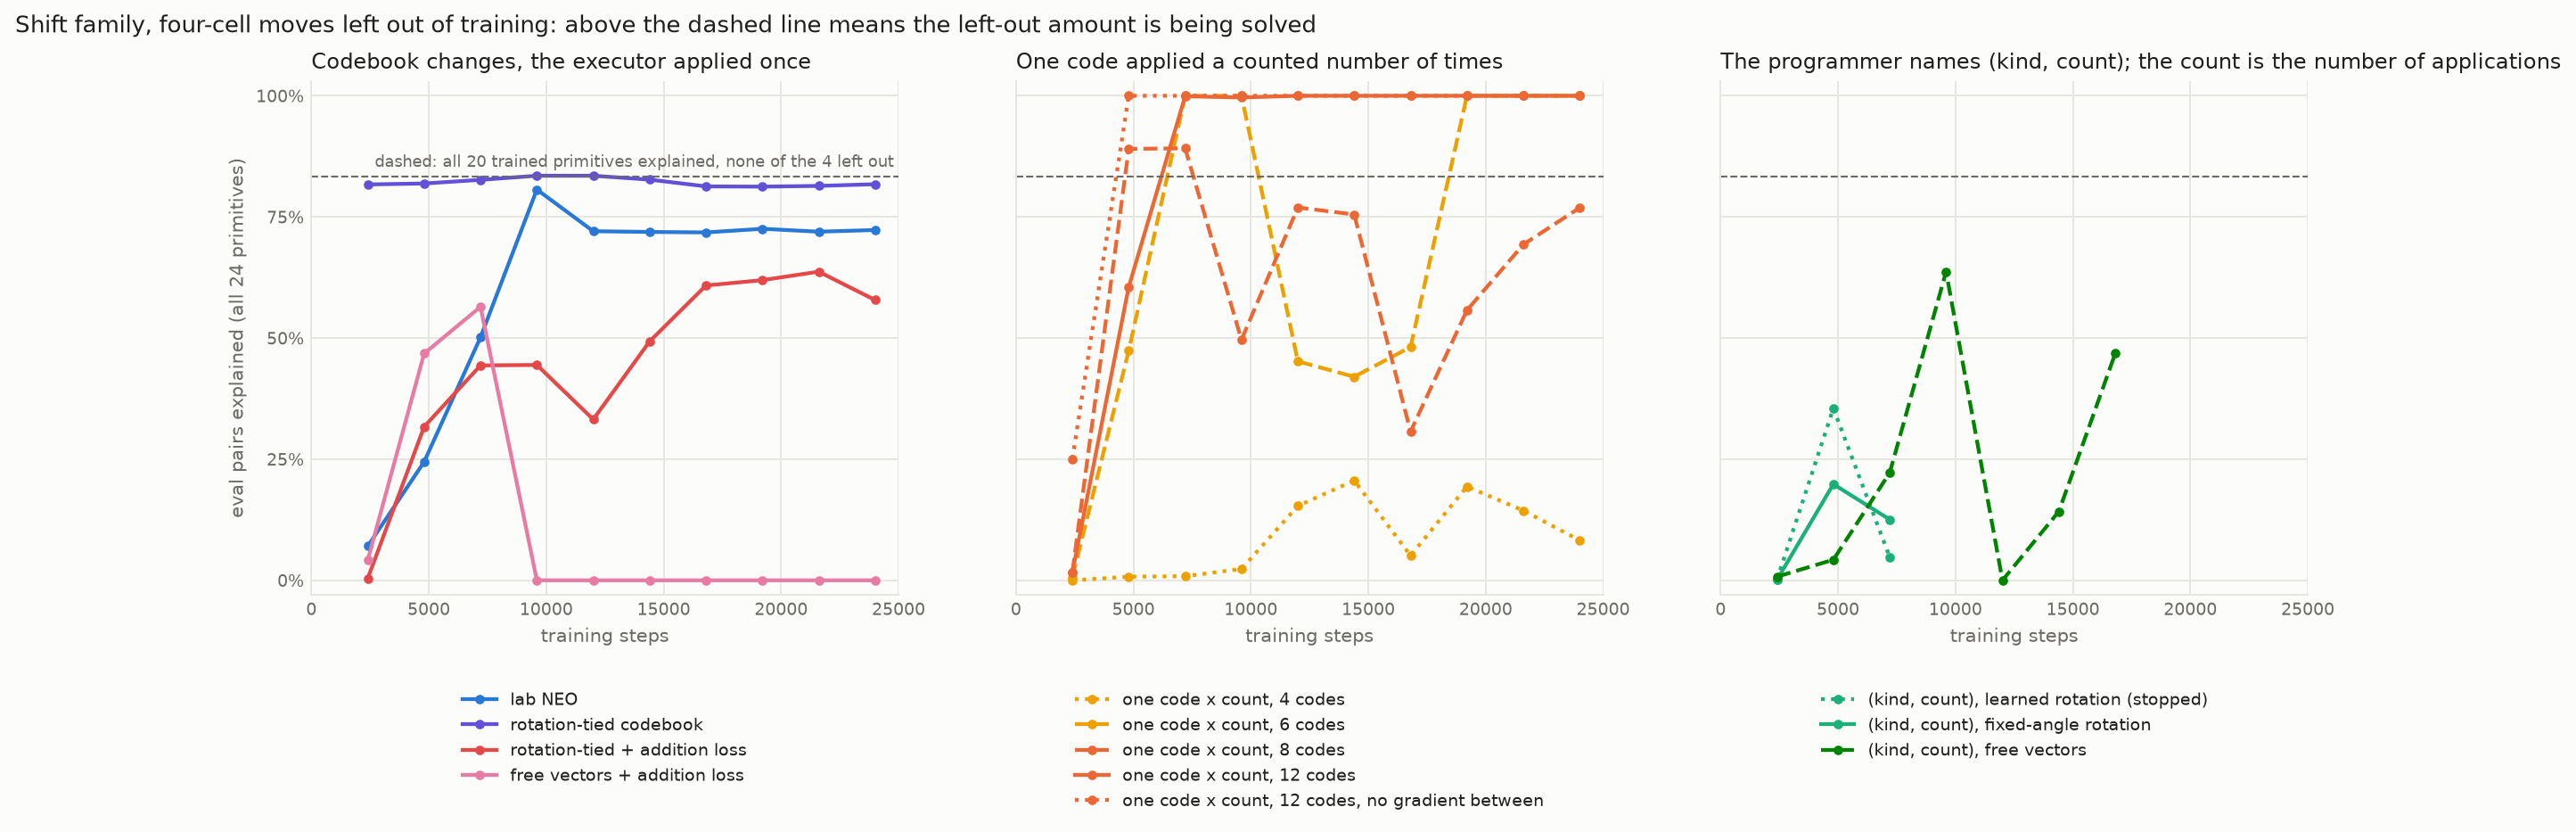 Shift family, four-cell moves left out of training: above the dashed line means the left-out amount is being solved
Codebook changes, the executor applied once
eval pairs explained (all 24 primitives)
100%
75%
50%
25%
0%
dashed: all 20 trained primitives explained, none of the 4 left out
0 5000 10000 15000 20000 25000
training steps
lab NEO
rotation-tied codebook
rotation-tied + addition loss
free vectors + addition loss
One code applied a counted number of times
0 5000 10000 15000 20000 25000
training steps
one code x count, 4 codes
one code x count, 6 codes
one code x count, 8 codes
one code x count, 12 codes
one code x count, 12 codes, no gradient between
The programmer names (kind, count); the count is the number of applications
0 5000 10000 15000 20000 25000
training steps
(kind, count), learned rotation (stopped)
(kind, count), fixed-angle rotation
(kind, count), free vectors